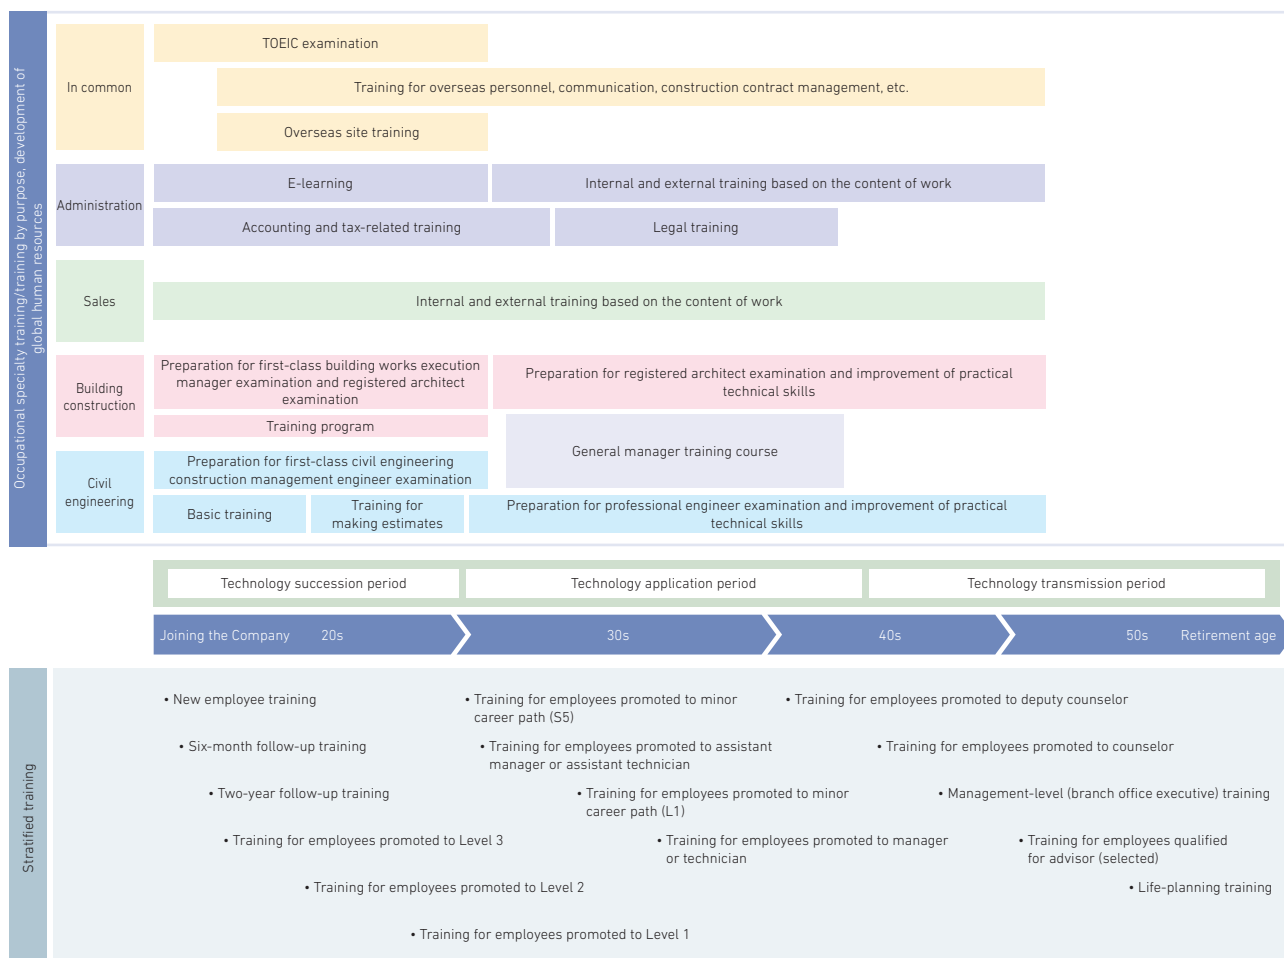 Occupational specialty training/training by purpose, development of
global human resources
In common
TOEIC examination
Training for overseas personnel, communication, construction contract management, etc.
Overseas site training
Administration
E-learning
Internal and external training based on the content of work
Accounting and tax-related training
Legal training
Sales
Internal and external training based on the content of work
Building
construction
Preparation for first-class building works execution
manager examination and registered architect
examination
Preparation for registered architect examination and improvement of practical
technical skills
Training program
General manager training course
Civil
engineering
Preparation for first-class civil engineering
construction management engineer examination
Basic training
Training for
making estimates
Preparation for professional engineer examination and improvement of practical
technical skills
Technology succession period
Technology application period
Technology transmission period
Joining the Company
20s
30s
40s
50s
Retirement age
Stratified training
• New employee training
• Six-month follow-up training
• Two-year follow-up training
• Training for employees promoted to Level 3
• Training for employees promoted to Level 2
• Training for employees promoted to Level 1
• Training for employees promoted to minor
career path (S5)
• Training for employees promoted to assistant
manager or assistant technician
• Training for employees promoted to minor
career path (L1)
• Training for employees promoted to manager
or technician
• Training for employees promoted to deputy counselor
• Training for employees promoted to counselor
• Management-level (branch office executive) training
• Training for employees qualified
for advisor (selected)
• Life-planning training